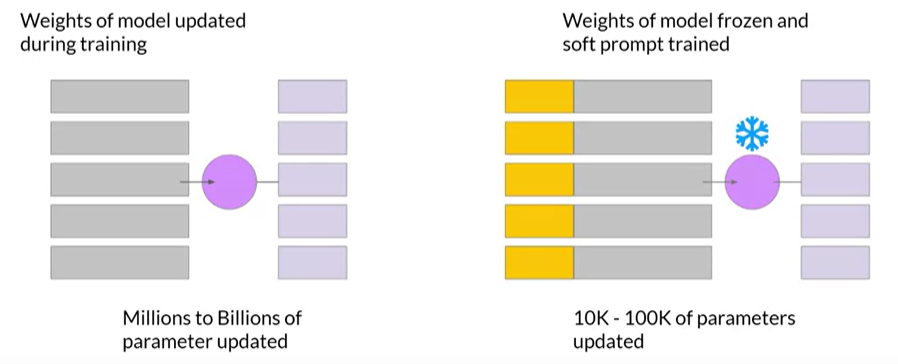 Weights of model updated
during training
Weights of model frozen and
soft prompt trained
Millions to Billions of
parameter updated
10K - 100K of parameters
updated